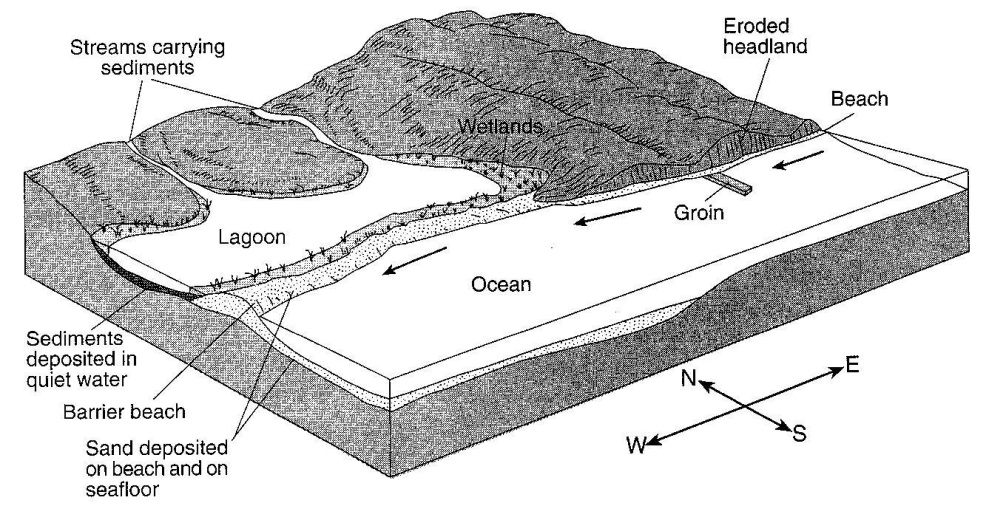 Eroded
headland
Streams carrying
sediments
Beach
Wetlands
Groin
Lagoon
Ocean
Sediments
deposited in
quiet water
Barrier beach
Sand deposited
on beach and on
seafloor
N
E
W
S